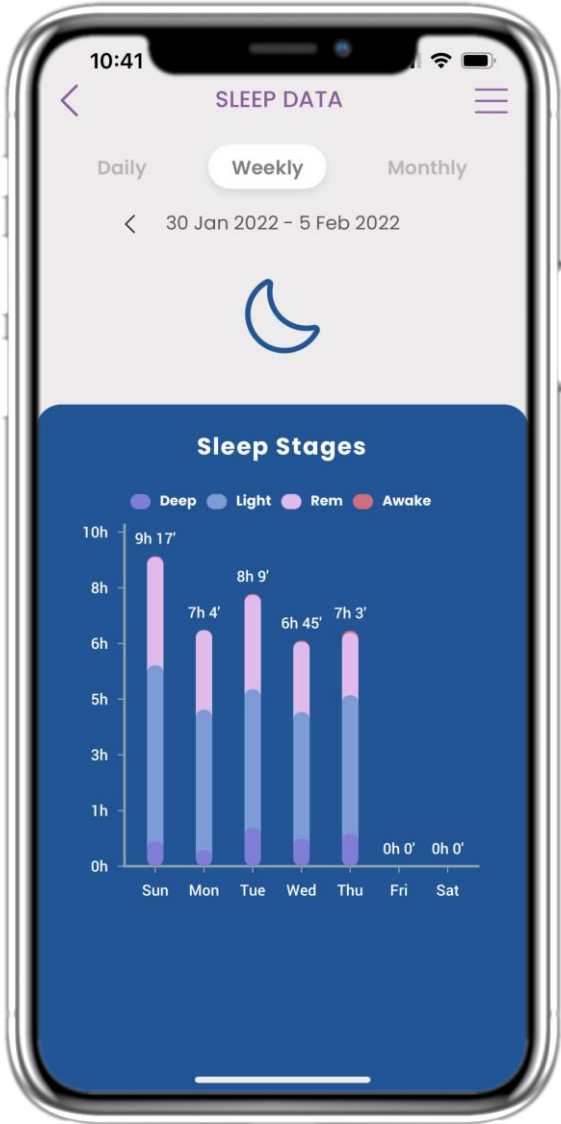 10:41
SLEEP DATA
Daily Weekly Monthly
30 Jan 2022 - 5 Feb 2022
Sleep Stages
Deep Light Rem Awake
10h
8h
6h
5h
3h
1h
0h
9h 17'
7h 4'
8h 9'
6h 45'
7h 3'
0h 0'
0h 0'
Sun Mon Tue Wed Thu Fri Sat